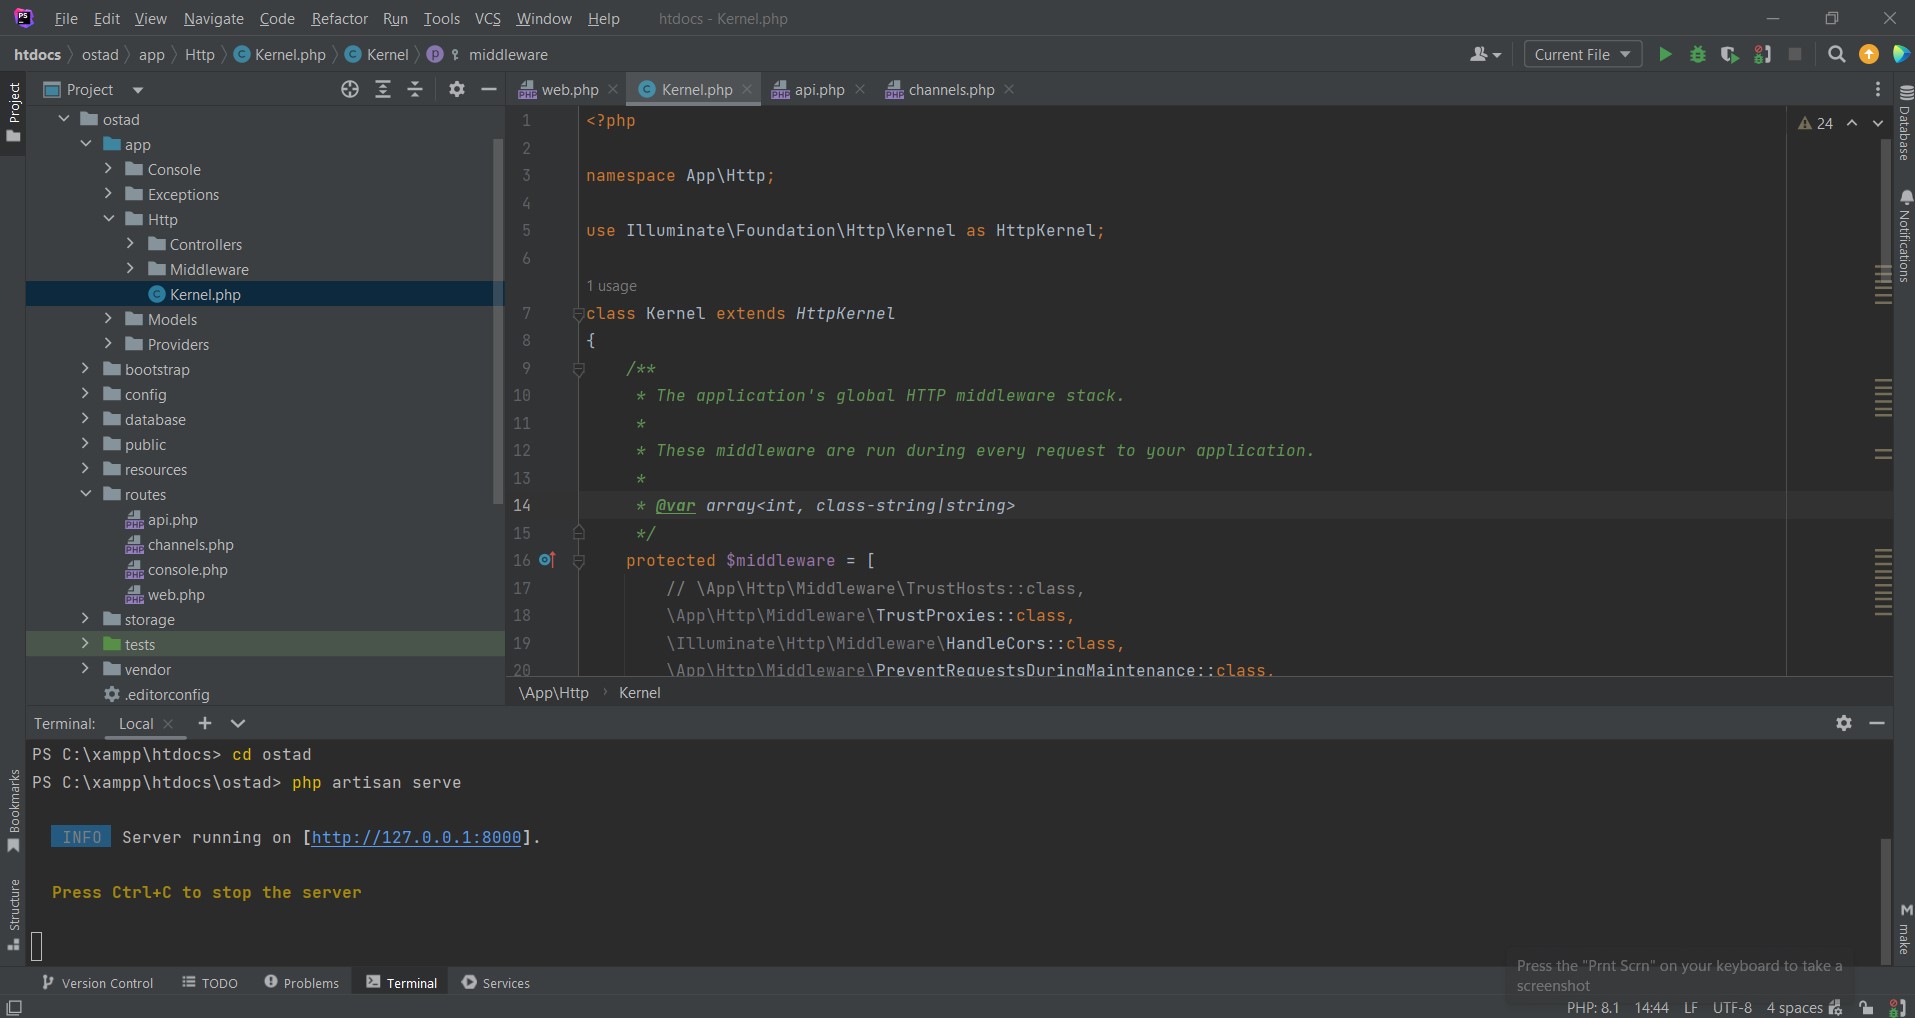 PS File Edit View Navigate Code Refactor Run Tools VCS Window Help htdocs - Kernel.php
htdocs ostad app Http Kernel.php Kernel middleware
Current File
Project
Project
web.php Kernel.php api.php channels.php
ostad
app
Console
Exceptions
Http
Controllers
Middleware
Kernel.php
Models
Providers
bootstrap
config
database
public
resources
routes
api.php
channels.php
console.php
web.php
storage
tests
vendor
.editorconfig
24
1 <?php
2
3 namespace App\Http;
4
5 use Illuminate\Foundation\Http\Kernel as HttpKernel;
6
1 usage
7 class Kernel extends HttpKernel
8 {
9 /**
10 * The application's global HTTP middleware stack.
11 *
12 * These middleware are run during every request to your application.
13 *
14 * @var array<int, class-string|string>
15 */
16 protected $middleware = [
17 // \App\Http\Middleware\TrustHosts::class,
18 \App\Http\Middleware\TrustProxies::class,
19 \Illuminate\Http\Middleware\HandleCors::class,
20 \App\Http\Middleware\PreventRequestsDuringMaintenance::class,
\App\Http Kernel
Database
Notifications
make
Terminal: Local
PS C:\xampp\htdocs> cd ostad
PS C:\xampp\htdocs\ostad> php artisan serve
INFO Server running on [http://127.0.0.1:8000].
Press Ctrl+C to stop the server
Bookmarks
Structure
Version Control TODO Problems Terminal Services
Press the "Prnt Scrn" on your keyboard to take a
screenshot
PHP: 8.1 14:44 LF UTF-8 4 spaces